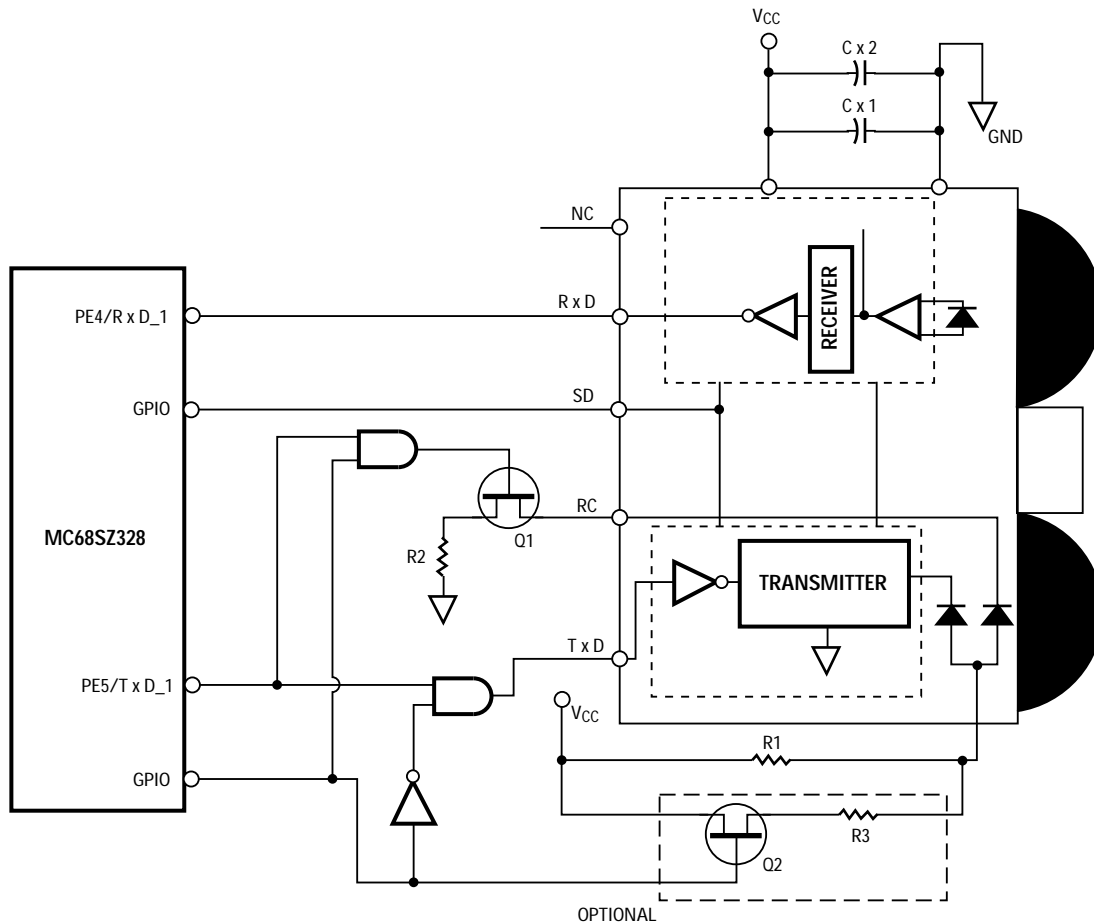 VCC
C x 2
C x 1
GND
NC
PE4/R x D_1
R x D
RECEIVER
GPIO
SD
MC68SZ328
RC
Q1
R2
TRANSMITTER
T x D
PE5/T x D_1
VCC
R1
GPIO
R3
Q2
OPTIONAL